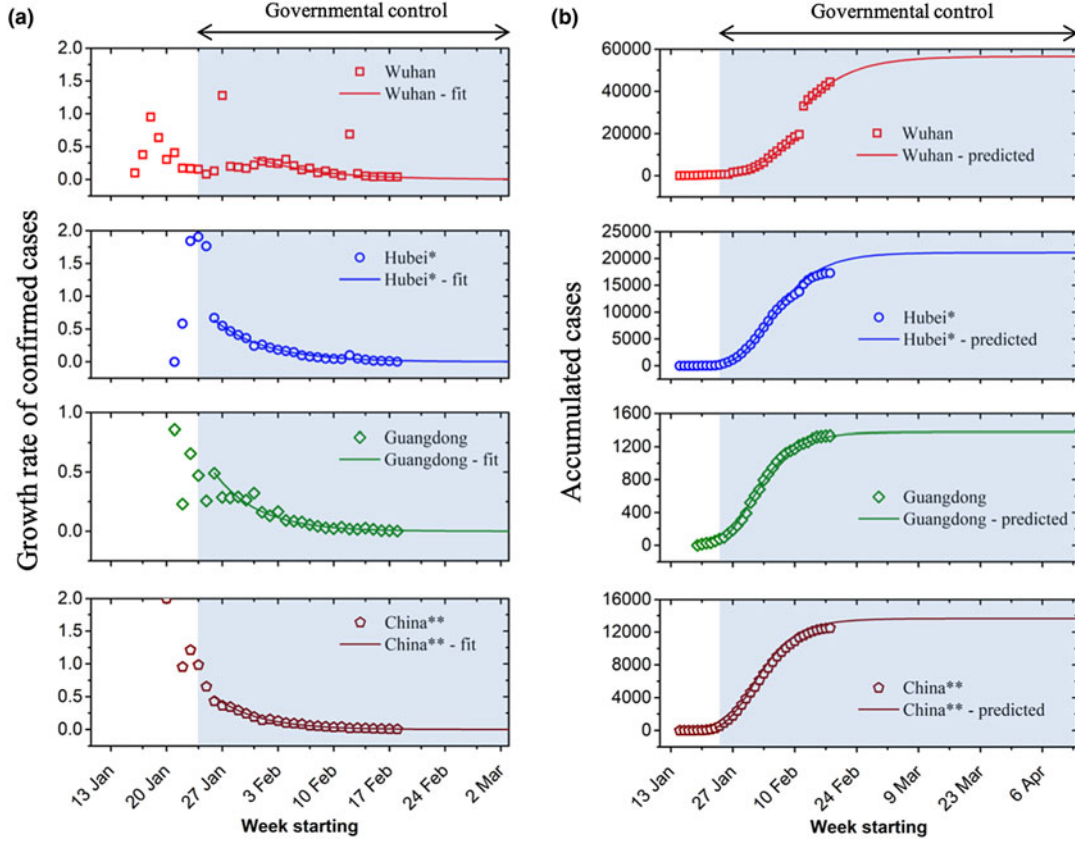 (a)
Governmental control
Growth rate of confirmed cases
2.0
1.5
1.0
0.5
0.0
Wuhan
Wuhan - fit
2.0
1.5
1.0
0.5
0.0
Hubei*
Hubei* - fit
1.0
0.5
0.0
Guangdong
Guangdong - fit
2.0
1.5
1.0
0.5
0.0
China**
China** - fit
13 Jan
20 Jan
27 Jan
3 Feb
10 Feb
17 Feb
24 Feb
2 Mar
Week starting
(b)
Governmental control
Accumulated cases
60000
40000
20000
0
Wuhan
Wuhan - predicted
25000
20000
15000
10000
5000
0
Hubei*
Hubei* - predicted
1600
1200
800
400
0
Guangdong
Guangdong - predicted
16000
12000
8000
4000
0
China**
China** - predicted
13 Jan
27 Jan
10 Feb
24 Feb
9 Mar
23 Mar
6 Apr
Week starting